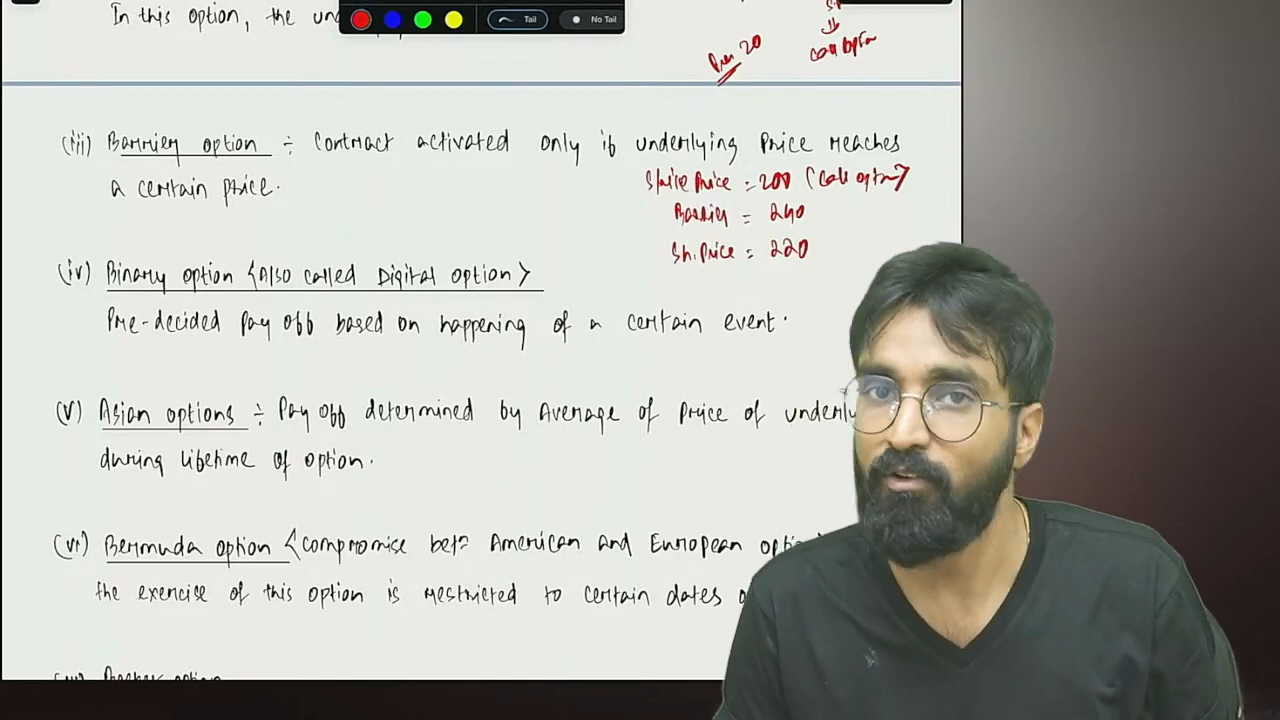 In this option, the un
Tail
No Tail
Pre 20
Call Option
(iii) Barrier option ÷ Contract activated only if underlying Price reaches
a certain price.
Strike Price = 200 (Call option)
Barrier = 240
Sh. Price = 220
(iv) Binary option <Also called Digital option>
Pre-decided Pay off based on happening of a certain event.
(v) Asian options ÷ Pay off determined by Average of Price of underly
during lifetime of option.
(vi) Bermuda option <Compromise betn American and European opti
the exercise of this option is restricted to certain dates
option